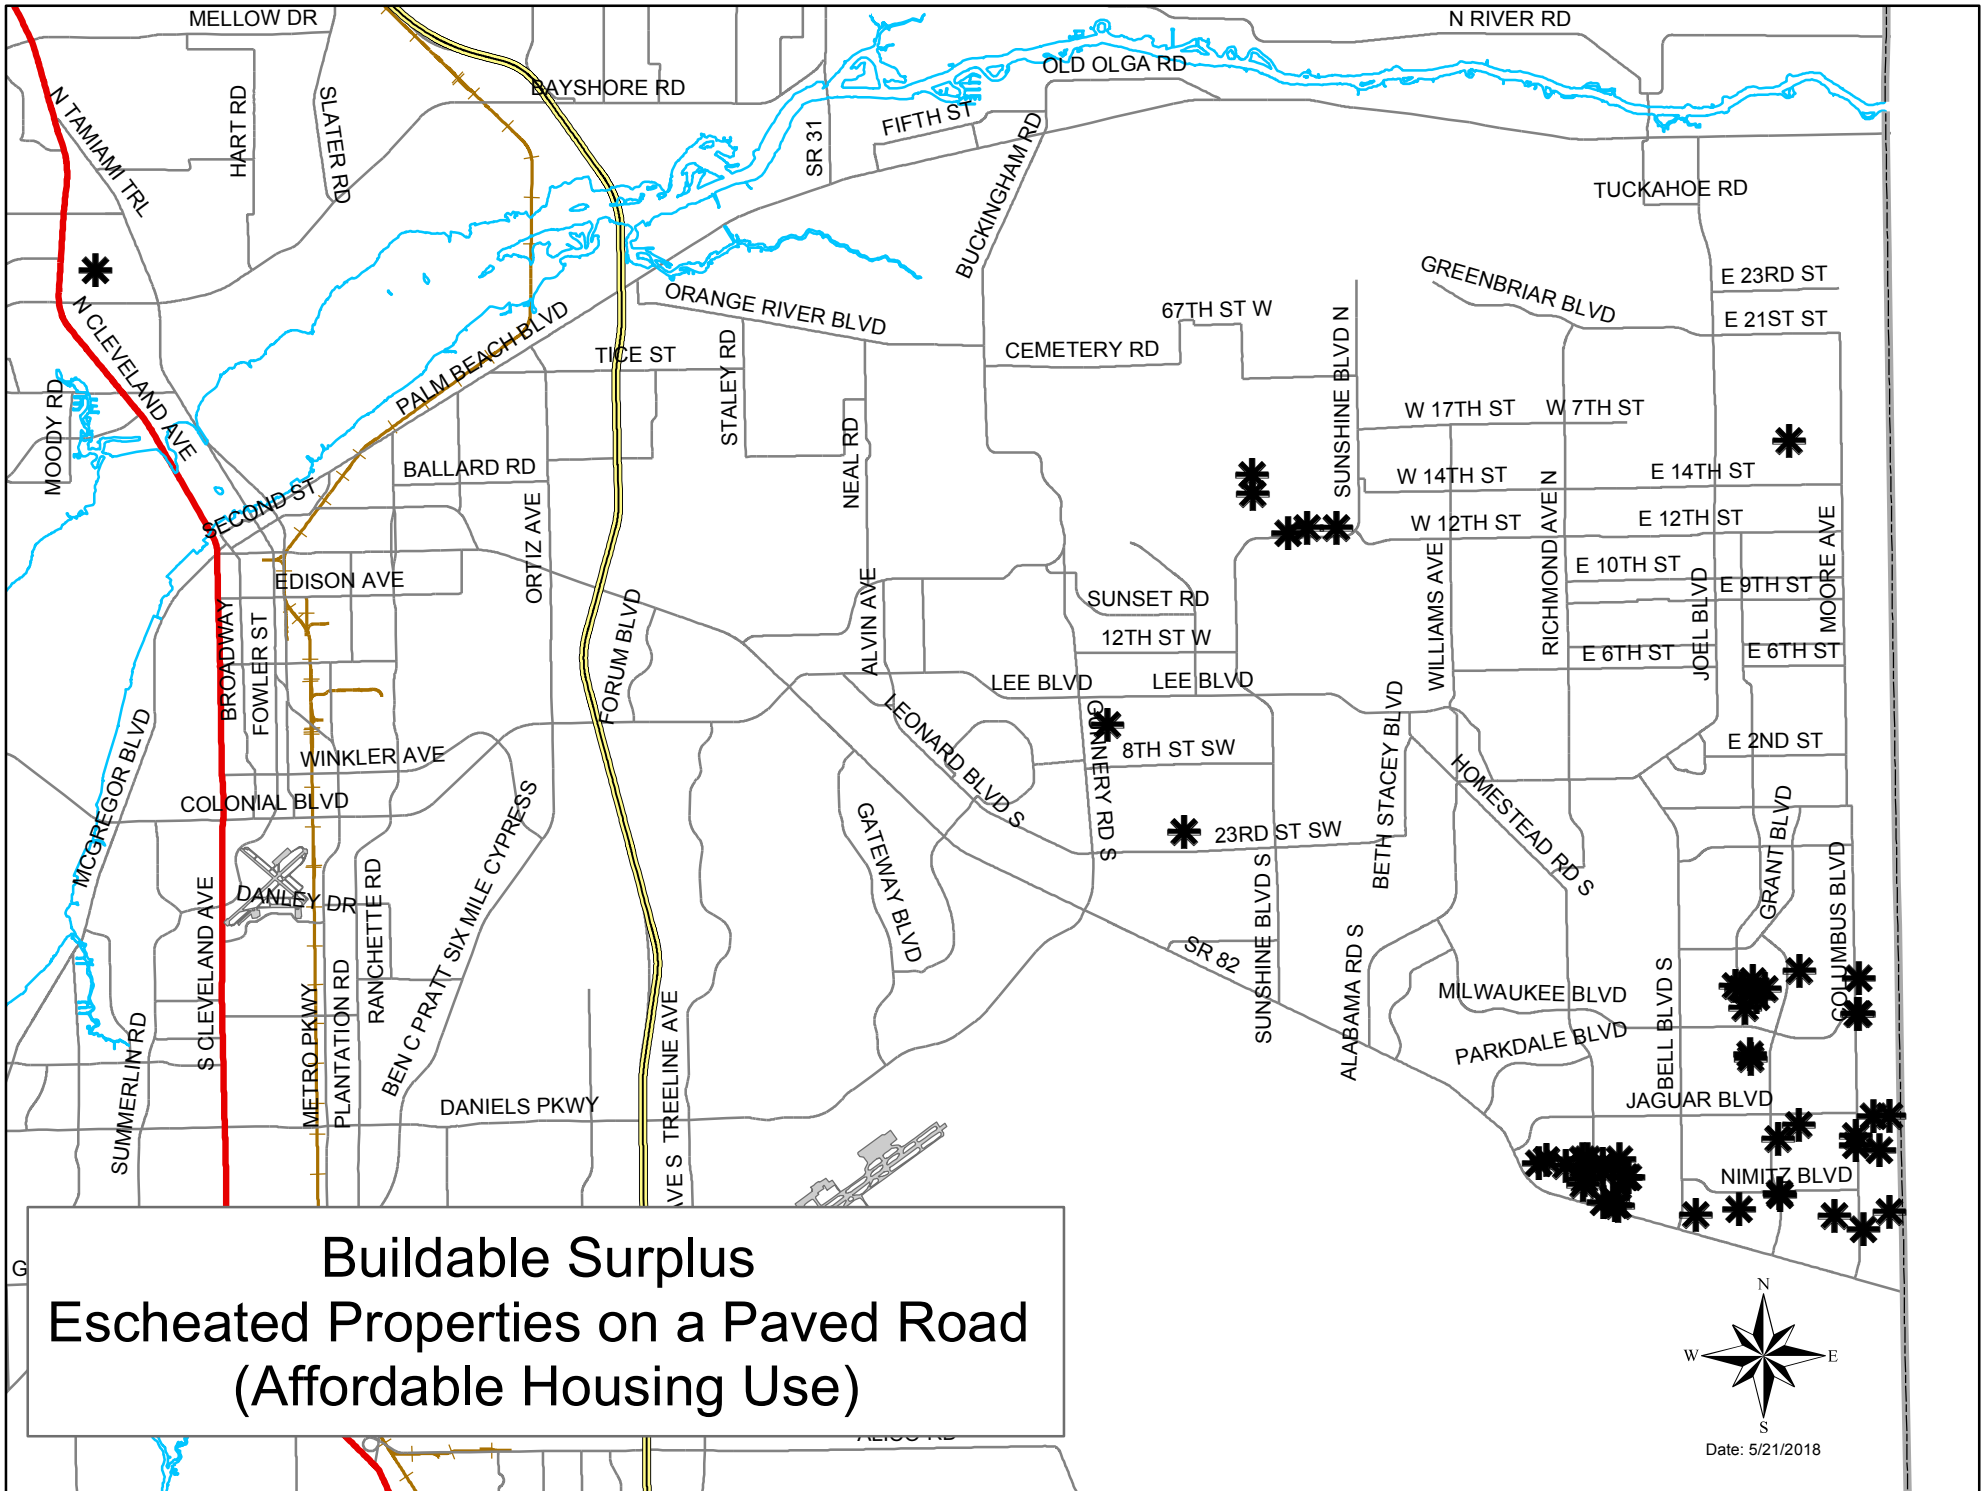 MELLOW DR
N RIVER RD
BAYSHORE RD
OLD OLGA RD
N TAMIAMI TRL
HART RD
SLATER RD
SR 31
FIFTH ST
BUCKINGHAM RD
TUCKAHOE RD
GREENBRIAR BLVD
E 23RD ST
E 21ST ST
N CLEVELAND AVE
ORANGE RIVER BLVD
67TH ST W
CEMETERY RD
SUNSHINE BLVD N
PALM BEACH BLVD
TICE ST
STALEY RD
MOODY RD
W 17TH ST
W 7TH ST
NEAL RD
BALLARD RD
W 14TH ST
E 14TH ST
SECOND ST
ORTIZ AVE
W 12TH ST
E 12TH ST
RICHMOND AVE N
MOORE AVE
EDISON AVE
E 10TH ST
E 9TH ST
WILLIAMS AVE
ALVIN AVE
SUNSET RD
12TH ST W
BROADWAY
FOWLER ST
FORUM BLVD
JOEL BLVD
E 6TH ST
E 6TH ST
LEE BLVD
LEE BLVD
MCGREGOR BLVD
LEONARD BLVD S
GUNNERY RD S
8TH ST SW
BETH STACEY BLVD
HOMESTEAD RD S
E 2ND ST
WINKLER AVE
COLONIAL BLVD
BEN C PRATT SIX MILE CYPRESS
GATEWAY BLVD
23RD ST SW
GRANT BLVD
COLUMBUS BLVD
DANLEY DR
RANCHETTE RD
S CLEVELAND AVE
SR 82
SUNSHINE BLVD S
ALABAMA RD S
BELL BLVD S
MILWAUKEE BLVD
PARKDALE BLVD
SUMMERLIN RD
METRO PKWY
PLANTATION RD
DANIELS PKWY
AVE S TREELINE AVE
JAGUAR BLVD
NIMITZ BLVD
G
Buildable Surplus
Escheated Properties on a Paved Road
(Affordable Housing Use)
N
W
E
S
Date: 5/21/2018